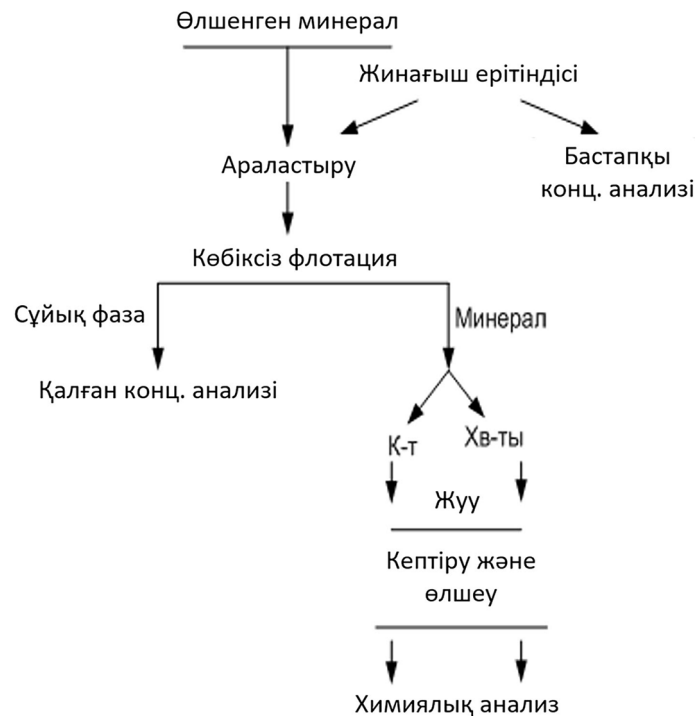 Өлшенген минерал
Жинағыш ерітіндісі
Араластыру
Бастапқы
конц. анализі
Көбіксіз флотация
Сұйық фаза
Минерал
Қалған конц. анализі
К-т
Хв-ты
Жуу
Кептіру және
өлшеу
Химиялық анализ